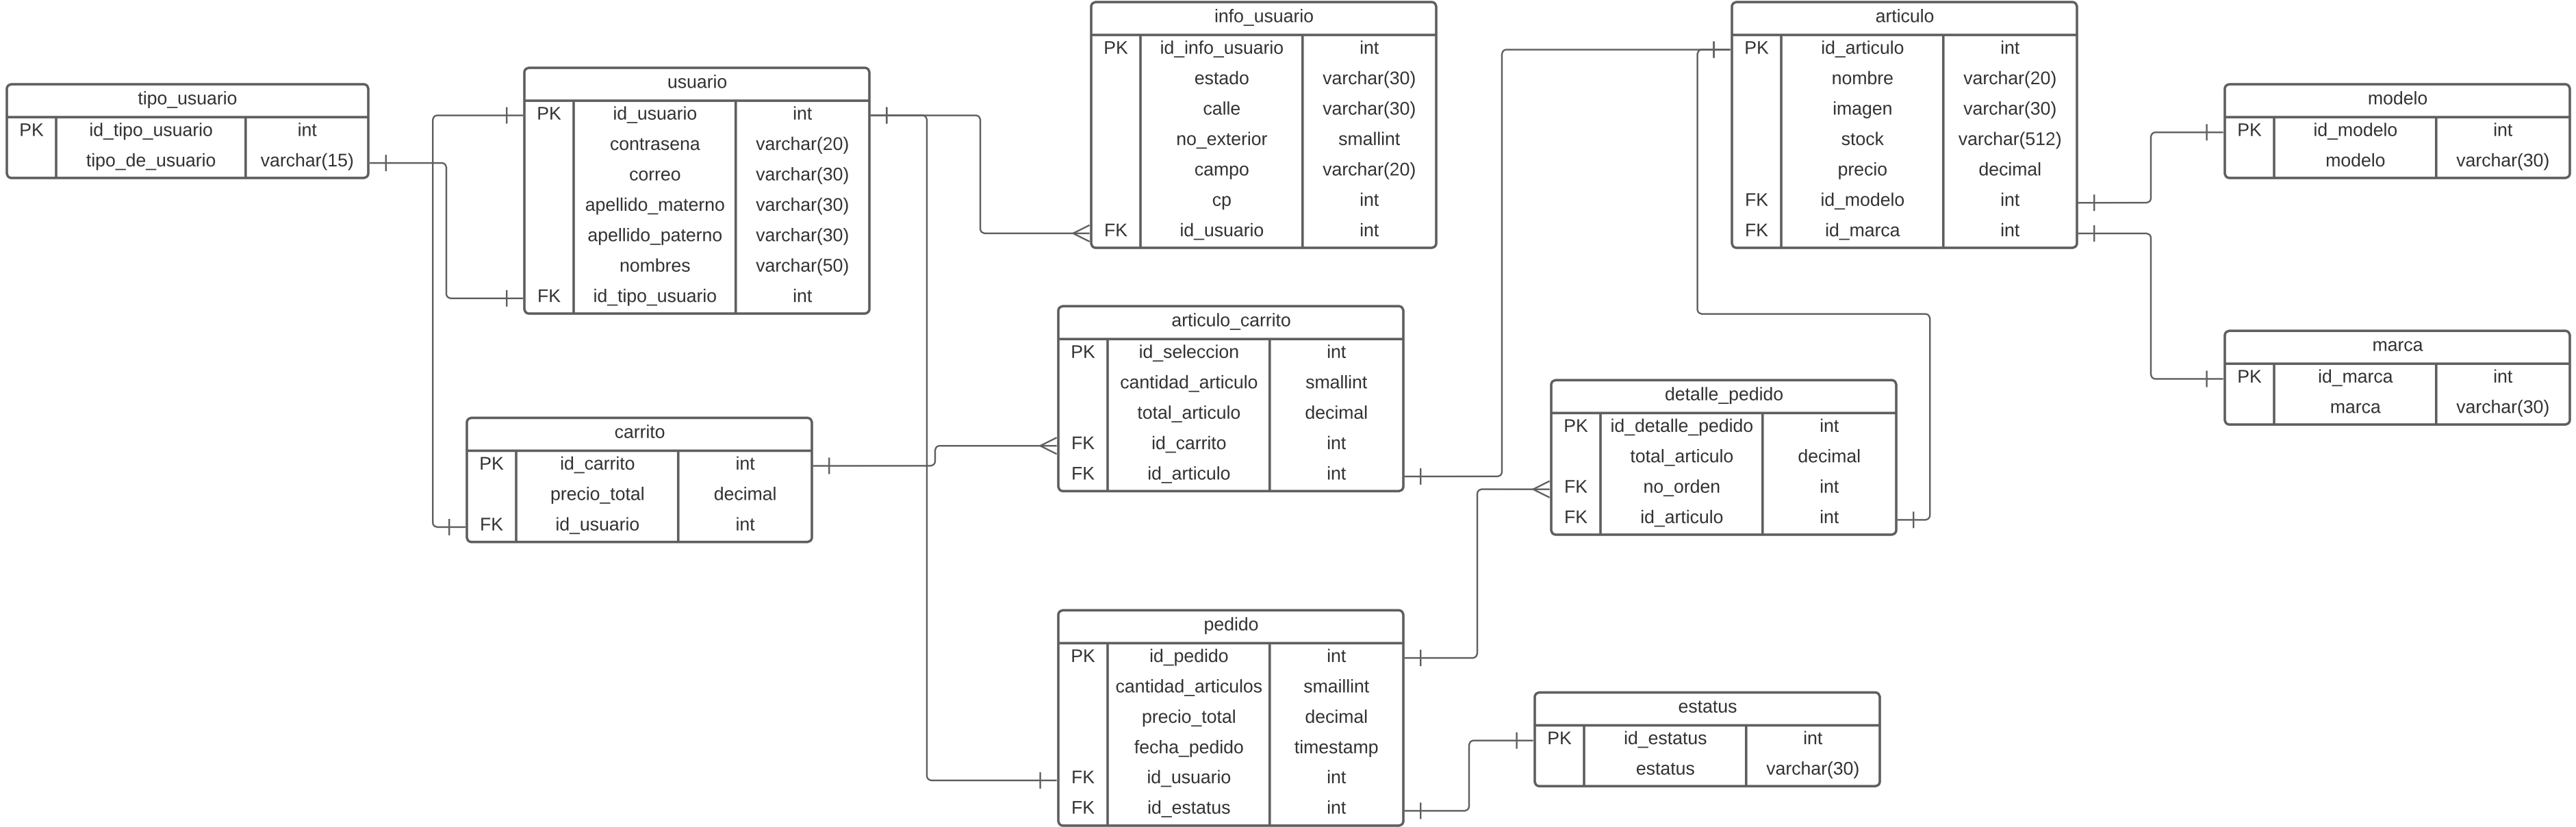 tipo_usuario
PK id_tipo_usuario int
tipo_de_usuario varchar(15)
usuario
PK id_usuario int
contrasena varchar(20)
correo varchar(30)
apellido_materno varchar(30)
apellido_paterno varchar(30)
nombres varchar(50)
FK id_tipo_usuario int
carrito
PK id_carrito int
precio_total decimal
FK id_usuario int
info_usuario
PK id_info_usuario int
estado varchar(30)
calle varchar(30)
no_exterior smallint
campo varchar(20)
cp int
FK id_usuario int
articulo_carrito
PK id_seleccion int
cantidad_articulo smallint
total_articulo decimal
FK id_carrito int
FK id_articulo int
pedido
PK id_pedido int
cantidad_articulos smaillint
precio_total decimal
fecha_pedido timestamp
FK id_usuario int
FK id_estatus int
articulo
PK id_articulo int
nombre varchar(20)
imagen varchar(30)
stock varchar(512)
precio decimal
FK id_modelo int
FK id_marca int
detalle_pedido
PK id_detalle_pedido int
total_articulo decimal
FK no_orden int
FK id_articulo int
estatus
PK id_estatus int
estatus varchar(30)
modelo
PK id_modelo int
modelo varchar(30)
marca
PK id_marca int
marca varchar(30)